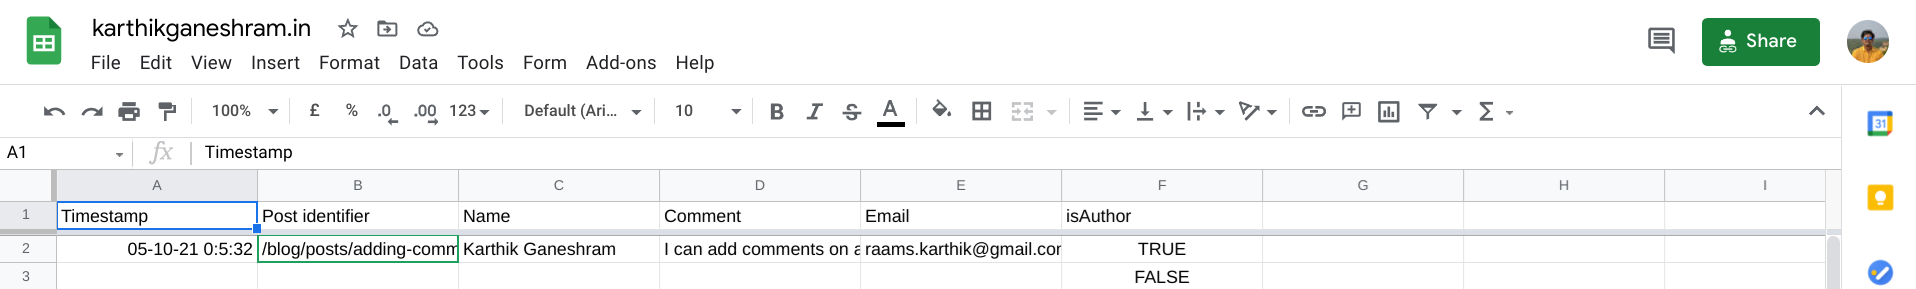 karthikganeshram.in
File Edit View Insert Format Data Tools Form Add-ons Help
Share
100% £ % .0 .00 123 Default (Ari... 10 B I S A Σ
31
A1 fx Timestamp
A B C D E F G H I
1 Timestamp Post identifier Name Comment Email isAuthor
2 05-10-21 0:5:32 /blog/posts/adding-comm Karthik Ganeshram I can add comments on a raams.karthik@gmail.cor TRUE
3 FALSE